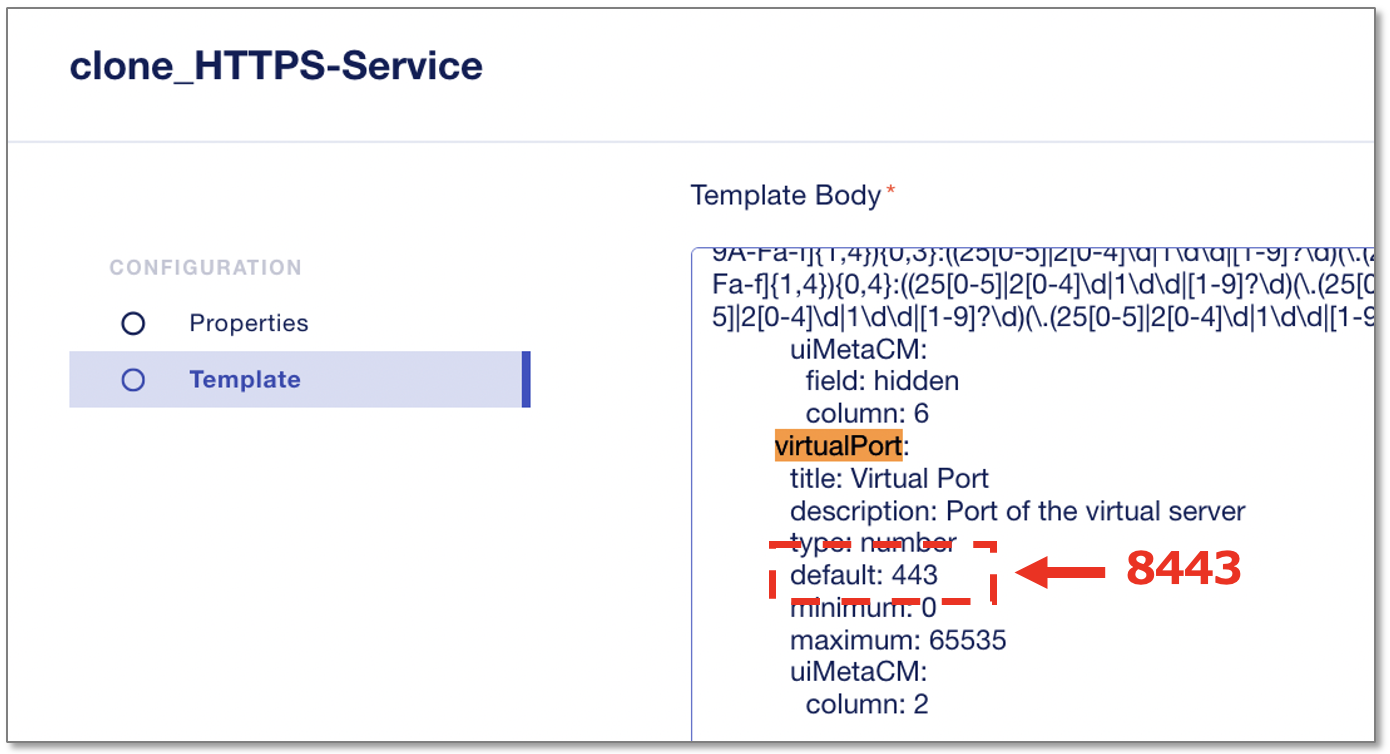 clone_HTTPS-Service
Template Body*
CONFIGURATION
Properties
Template
9A-Fa-f]{1,4}){0,3}:((25[0-5]|2[0-4]\d|1\d\d|[1-9]?\d)(\.(2
Fa-f]{1,4}){0,4}:((25[0-5]|2[0-4]\d|1\d\d|[1-9]?\d)(\.(25[0
5]|2[0-4]\d|1\d\d|[1-9]?\d)(\.(25[0-5]|2[0-4]\d|1\d\d|[1-9
uiMetaCM:
field: hidden
column: 6
virtualPort:
title: Virtual Port
description: Port of the virtual server
type: number
default: 443
8443
minimum: 0
maximum: 65535
uiMetaCM:
column: 2